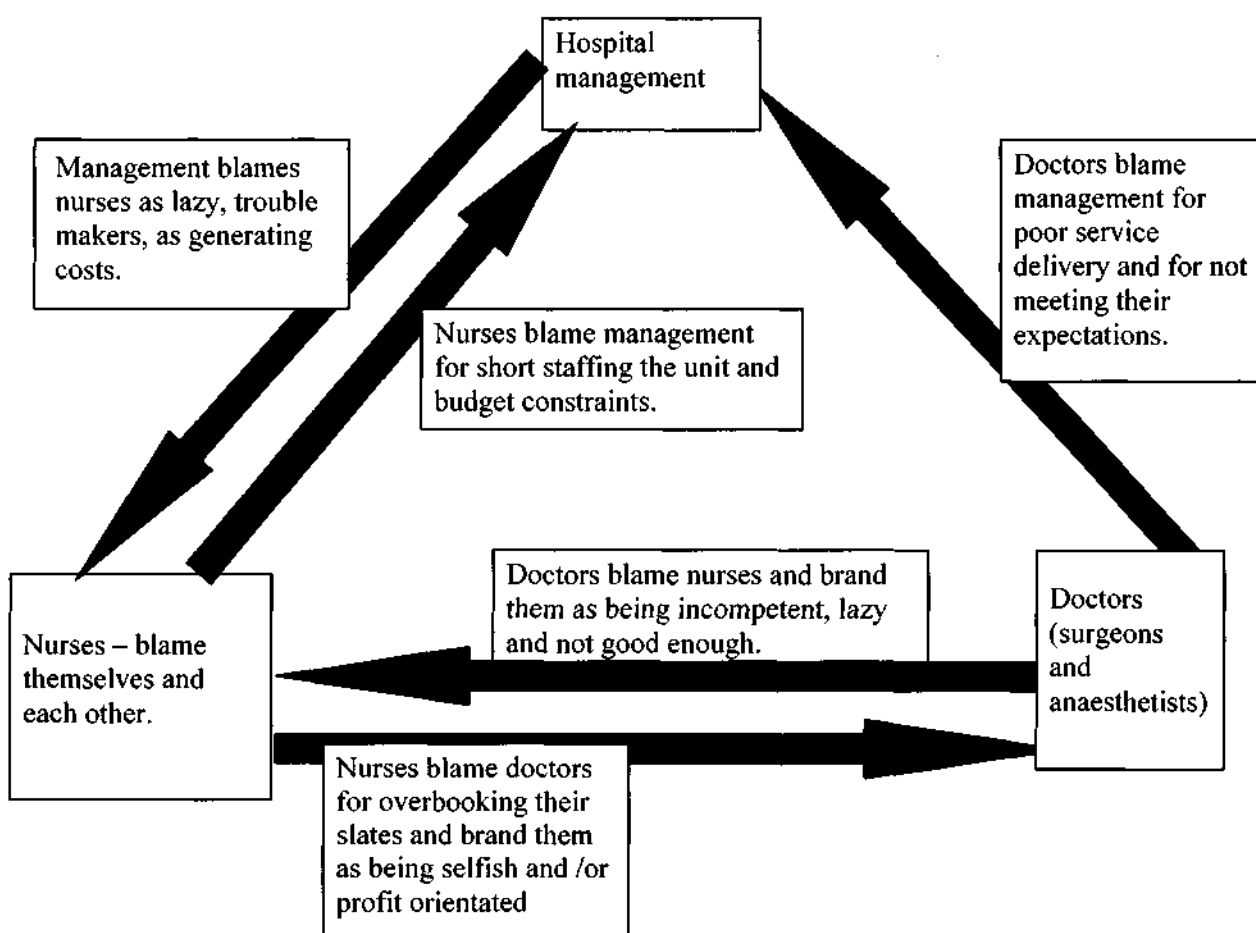 Hospital
management
Management blames
nurses as lazy, trouble
makers, as generating
costs.
Doctors blame
management for
poor service
delivery and for not
meeting their
expectations.
Nurses blame management
for short staffing the unit and
budget constraints.
Doctors blame nurses and brand
them as being incompetent, lazy
and not good enough.
Nurses – blame
themselves and
each other.
Doctors
(surgeons
and
anaesthetists)
Nurses blame doctors
for overbooking their
slates and brand them
as being selfish and /or
profit orientated